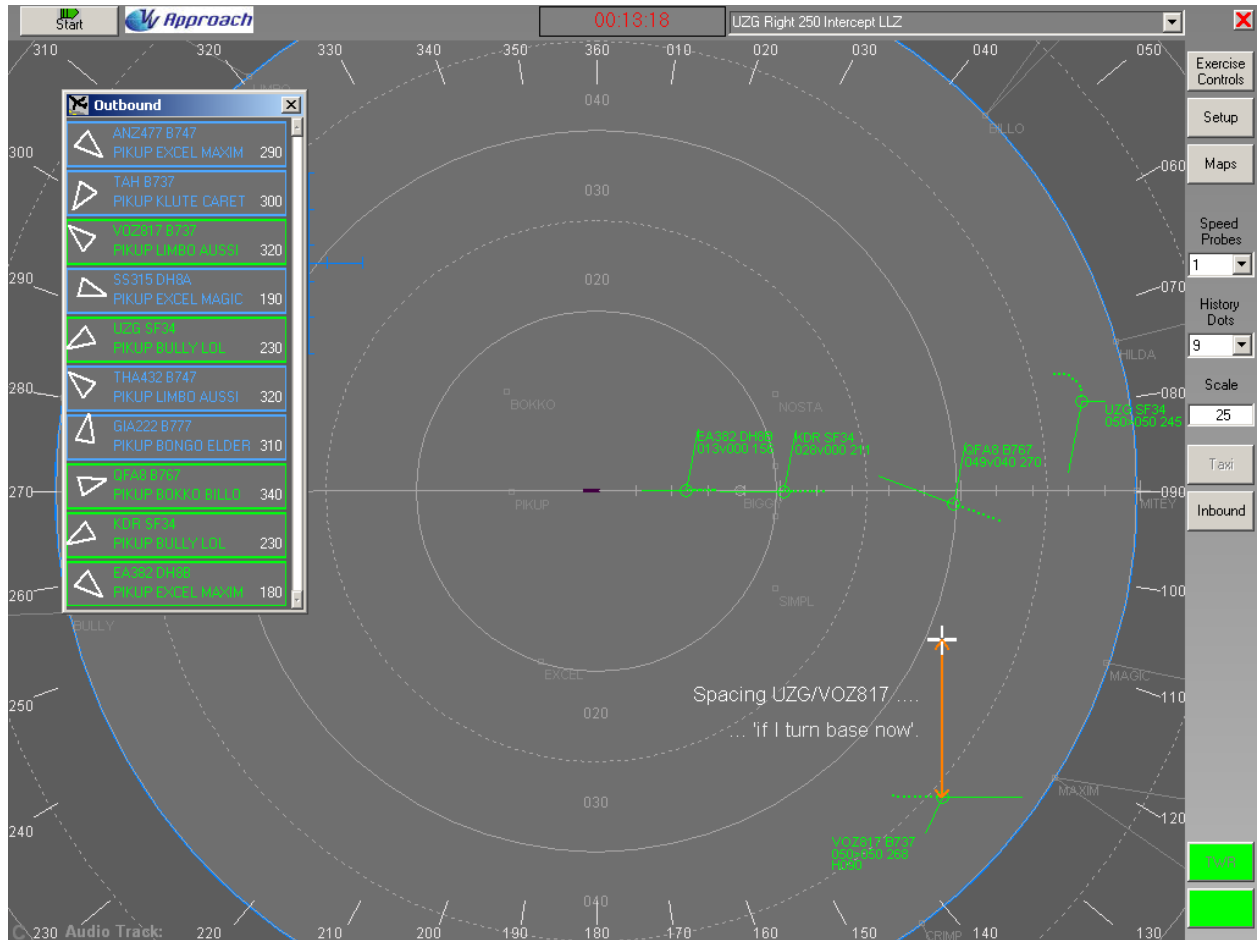 Start
VV Approach
00:13:18
UZG Right 250 Intercept LLZ
310 320 330 340 350 360 010 020 030 040 050
LIMBO
Outbound
ANZ477 B747
PIKUP EXCEL MAXIM 290
TAH B737
PIKUP KLUTE CARET 300
VOZ817 B737
PIKUP LIMBO AUSSI 320
SS315 DH8A
PIKUP EXCEL MAGIC 190
UZG SF34
PIKUP BULLY LOL 230
THA432 B747
PIKUP LIMBO AUSSI 320
GIA222 B777
PIKUP BONGO ELDER 310
QFA8 B767
PIKUP BOKKO BILLO 340
KDR SF34
PIKUP BULLY LOL 230
EA382 DH8B
PIKUP EXCEL MAXIM 180
300
290
280
270
260
250
240
230
040
030
020
BILLO
060
070
HILDA
080
090
MITEY
100
MAGIC
110
MAXIM
120
130
BOKKO
NOSTA
UZG SF34
050-050 245
EA382 DH8B
013v000 156
KDR SF34
028v000 211
QFA8 B767
049v040 270
PIKUP
BIGGY
SIMPL
BULLY
EXCEL
Spacing UZG/VOZ817 ....
... 'if I turn base now'.
020
030
040
VOZ817 B737
050-050 268
H090
Audio Track:
220 210 200 190 180 170 160 150 140
CRIMP
Exercise
Controls
Setup
Maps
Speed
Probes
1
History
Dots
9
Scale
25
Taxi
Inbound
TWR